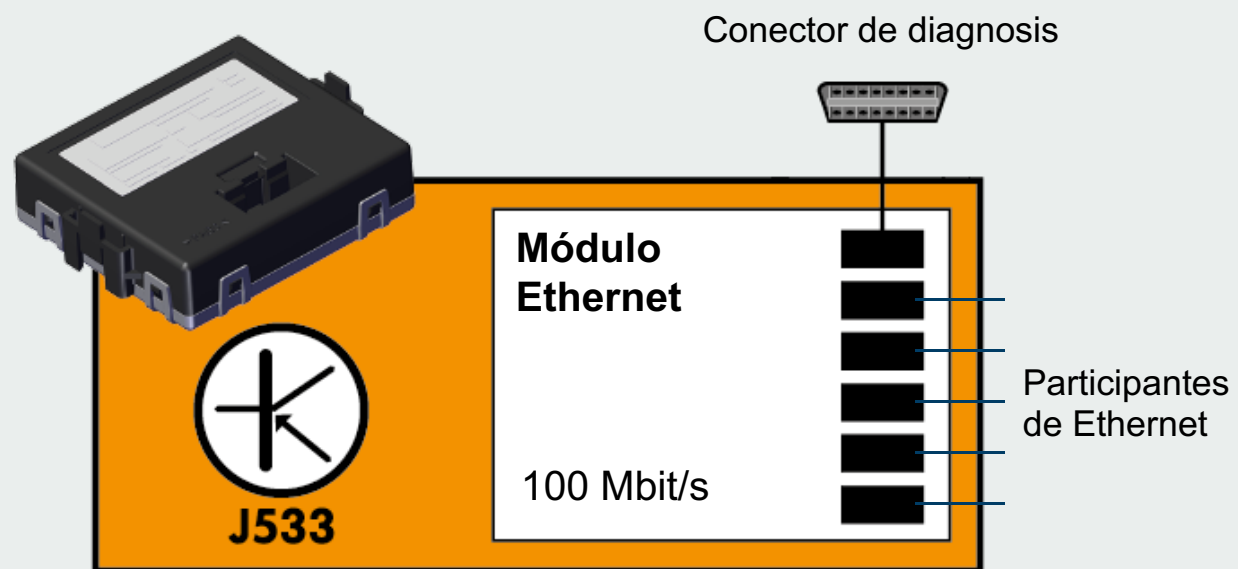 Conector de diagnosis
Módulo
Ethernet
Participantes
de Ethernet
100 Mbit/s
J533